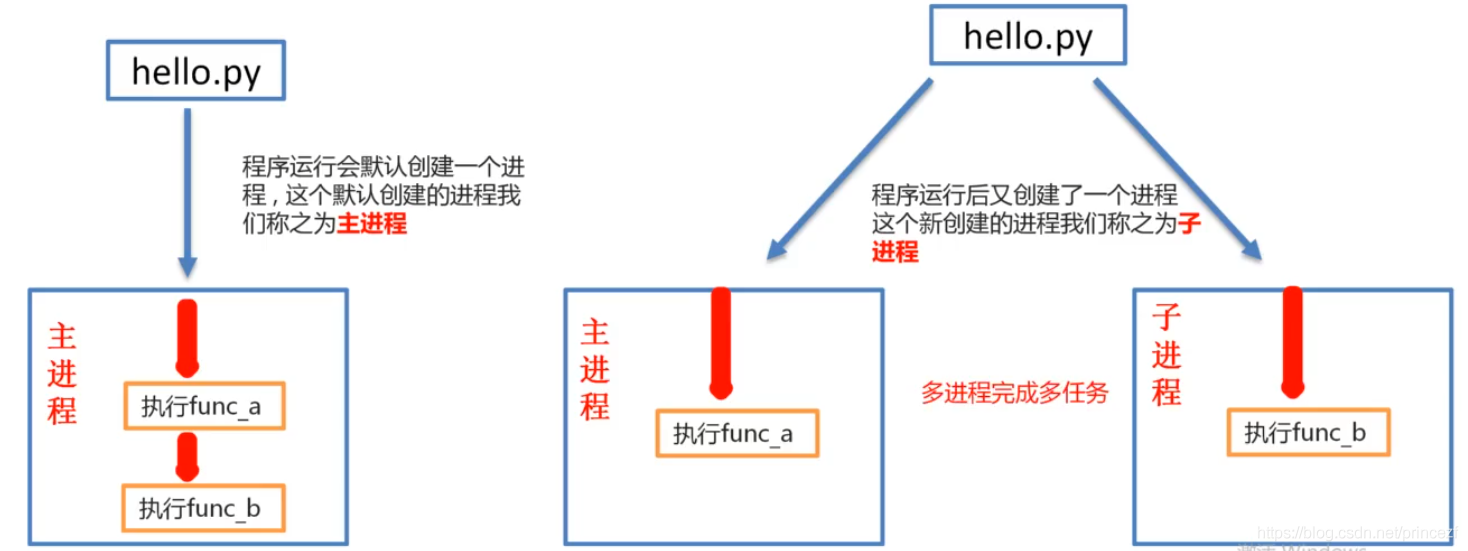 hello.py
程序运行会默认创建一个进
程，这个默认创建的进程我
们称之为主进程
主进程
执行func_a
执行func_b
hello.py
程序运行后又创建了一个进程
这个新创建的进程我们称之为子
进程
主进程
执行func_a
多进程完成多任务
子进程
执行func_b
https://blog.csdn.net/princezf